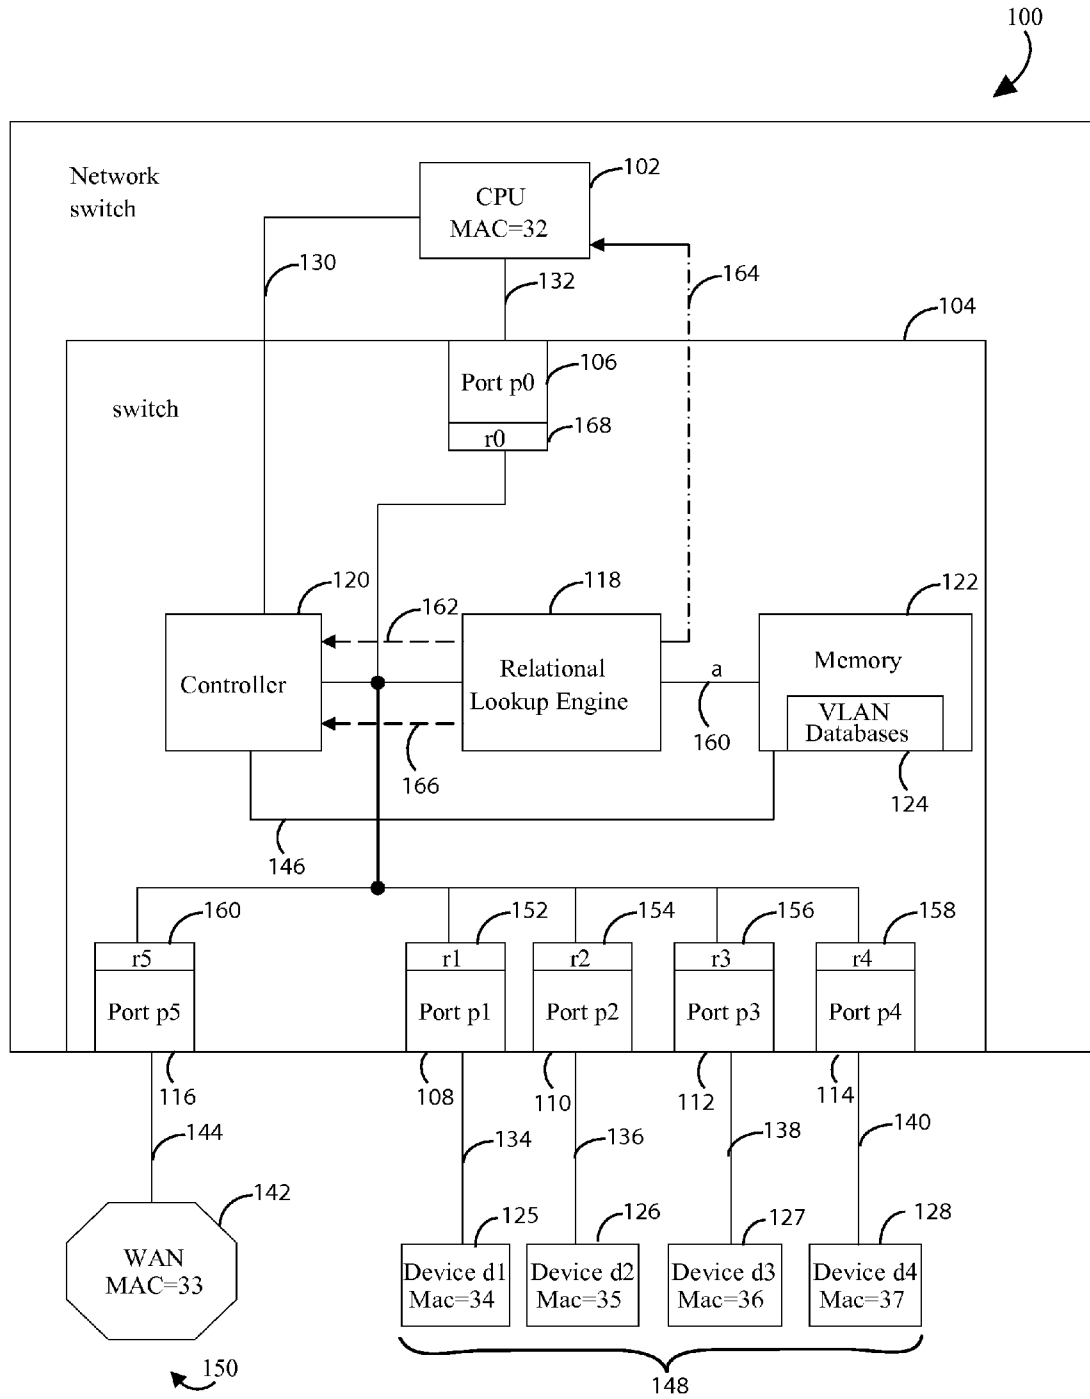 100
Network
switch
CPU
MAC=32
102
130
132
164
104
Port p0
106
switch
r0
168
120
162
118
122
Controller
Relational
Lookup Engine
a
160
Memory
VLAN
Databases
166
124
146
160
152
154
156
158
r5
r1
r2
r3
r4
Port p5
Port p1
Port p2
Port p3
Port p4
116
108
110
112
114
144
134
136
138
140
142
125
126
127
128
WAN
MAC=33
Device d1
Mac=34
Device d2
Mac=35
Device d3
Mac=36
Device d4
Mac=37
150
148